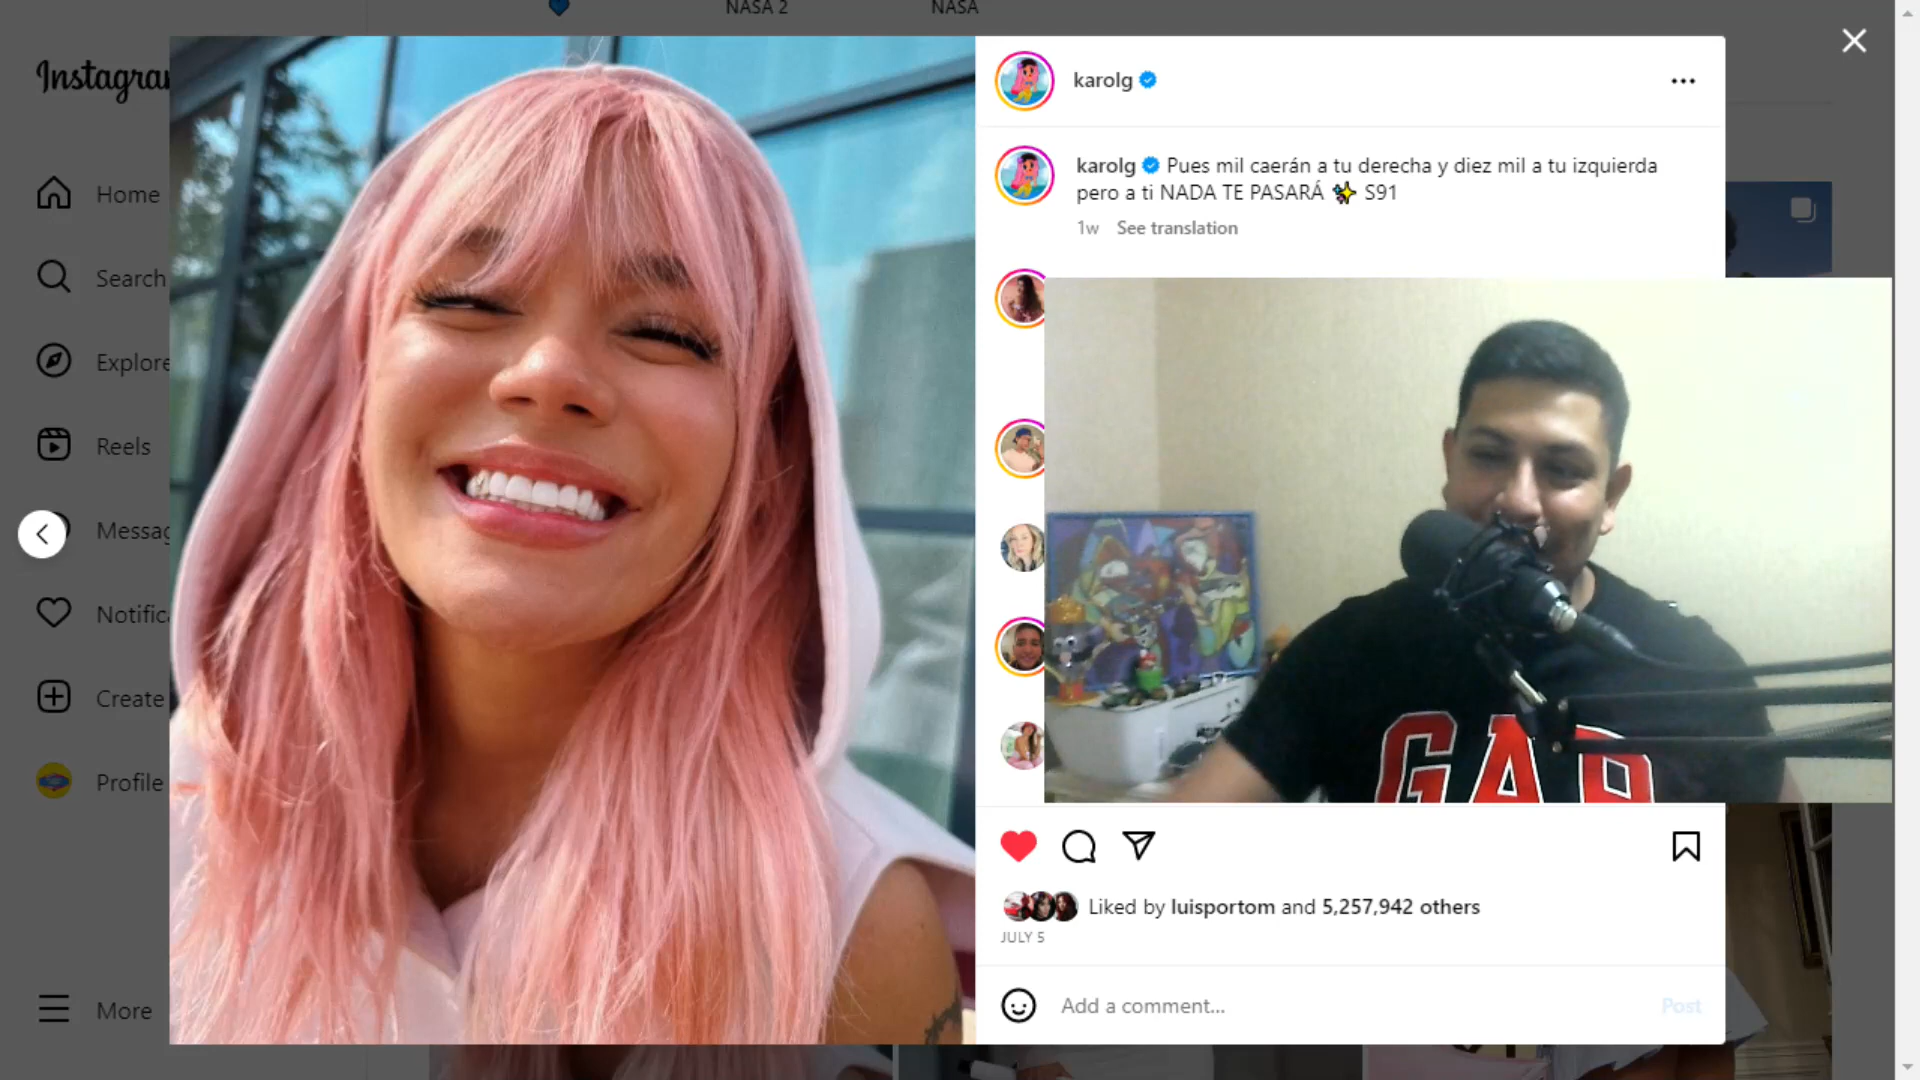 NASA 2
NASA
Instagram
Home
Search
Explore
Reels
Messag
Notific
Create
Profile
More
karolg
karolg Pues mil caerán a tu derecha y diez mil a tu izquierda
pero a ti NADA TE PASARÁ ✨ S91
1w See translation
GAP
Liked by luisportom and 5,257,942 others
JULY 5
Add a comment...
Post